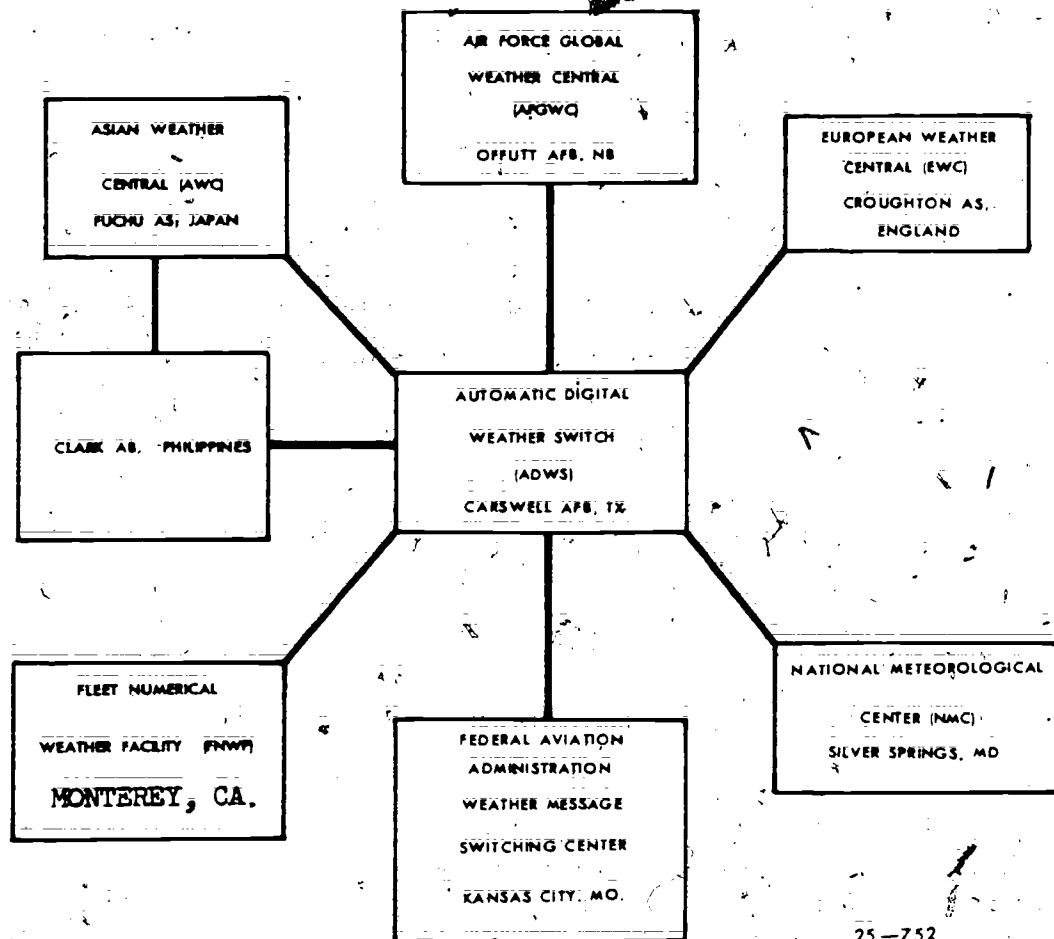 AIR FORCE GLOBAL
WEATHER CENTRAL
(AFGWC)
OFFUTT AFB, NB
ASIAN WEATHER
CENTRAL (AWC)
FUCHU AS, JAPAN
EUROPEAN WEATHER
CENTRAL (EWC)
CROUGHTON AS,
ENGLAND
CLARK AB, PHILIPPINES
AUTOMATIC DIGITAL
WEATHER SWITCH
(ADWS)
CARSWELL AFB, TX
FLEET NUMERICAL
WEATHER FACILITY (FNWF)
MONTEREY, CA.
FEDERAL AVIATION
ADMINISTRATION
WEATHER MESSAGE
SWITCHING CENTER
KANSAS CITY, MO.
NATIONAL METEOROLOGICAL
CENTER (NMC)
SILVER SPRINGS, MD
25-752